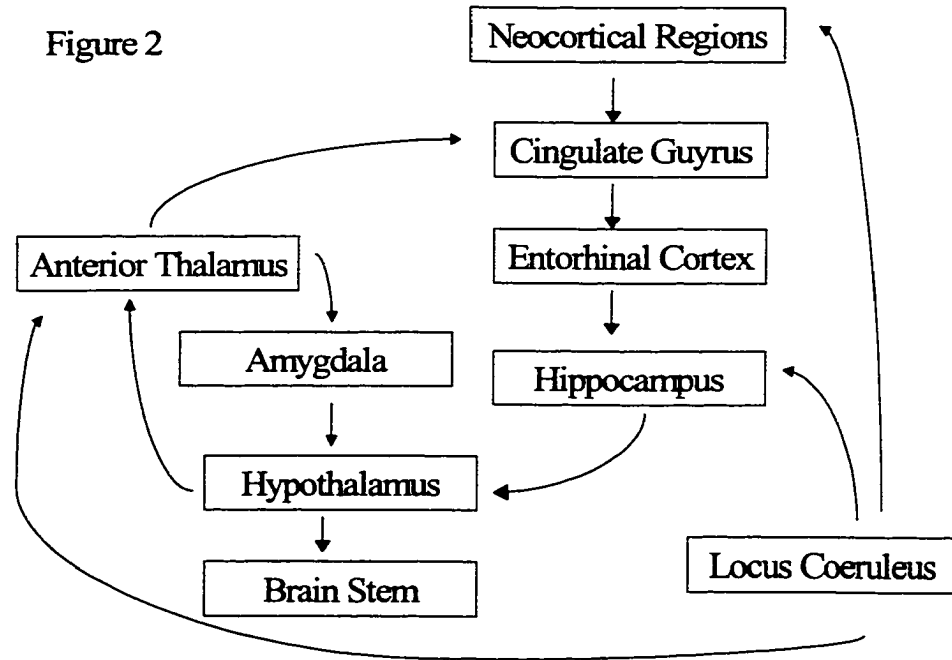 Figure 2
Neocortical Regions
Cingulate Guyrus
Anterior Thalamus
Entorhinal Cortex
Amygdala
Hippocampus
Hypothalamus
Locus Coeruleus
Brain Stem